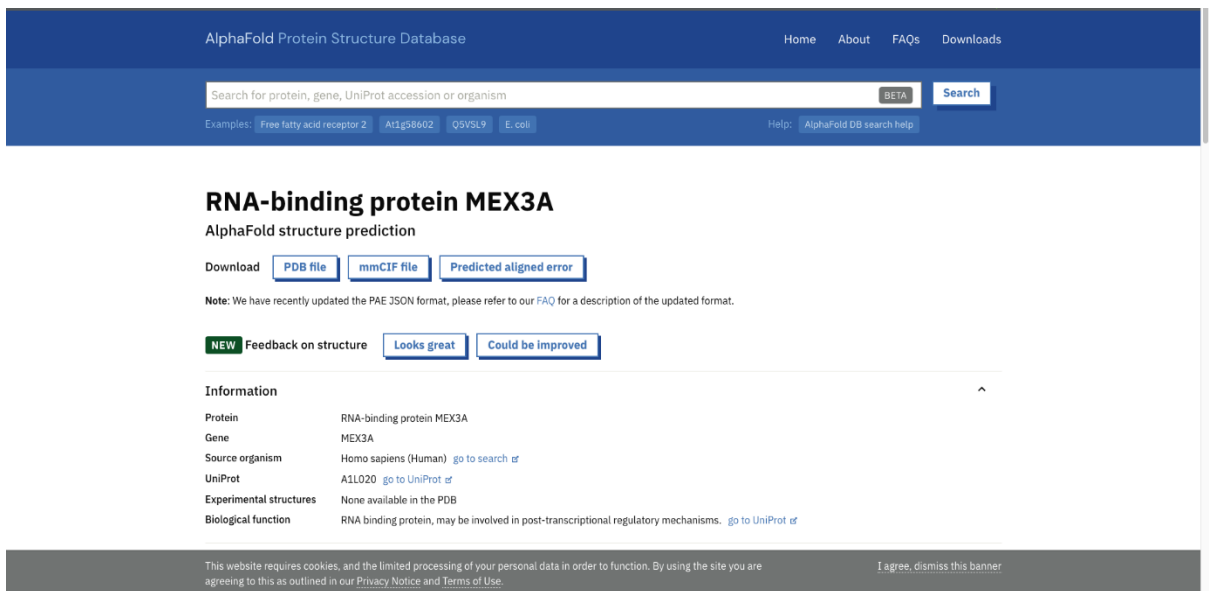 AlphaFold Protein Structure Database
Home About FAQs Downloads
Search for protein, gene, UniProt accession or organism BETA Search
Examples: Free fatty acid receptor 2 At1g58602 Q5VSL9 E. coli Help: AlphaFold DB search help
RNA-binding protein MEX3A
AlphaFold structure prediction
Download PDB file mmCIF file Predicted aligned error
Note: We have recently updated the PAE JSON format, please refer to our FAQ for a description of the updated format.
NEW Feedback on structure Looks great Could be improved
Information
Protein RNA-binding protein MEX3A
Gene MEX3A
Source organism Homo sapiens (Human) go to search
UniProt A1L020 go to UniProt
Experimental structures None available in the PDB
Biological function RNA binding protein, may be involved in post-transcriptional regulatory mechanisms. go to UniProt
This website requires cookies, and the limited processing of your personal data in order to function. By using the site you are
agreeing to this as outlined in our Privacy Notice and Terms of Use.
I agree, dismiss this banner